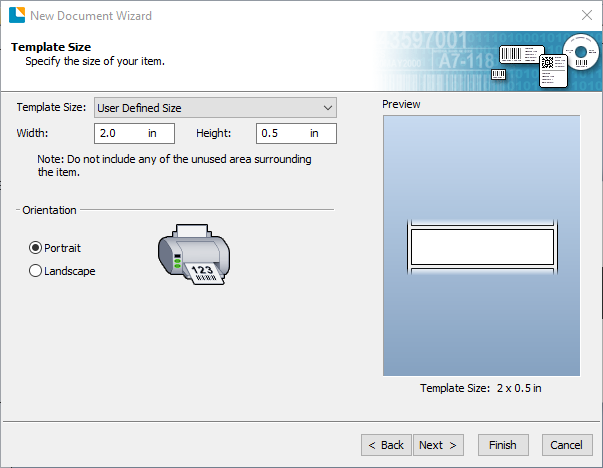 New Document Wizard
Template Size
Specify the size of your item.
3597001
A7-118
Template Size: User Defined Size
Width: 2.0 in Height: 0.5 in
Note: Do not include any of the unused area surrounding
the item.
Orientation
Portrait
Landscape
123
Preview
Template Size: 2 x 0.5 in
< Back Next > Finish Cancel